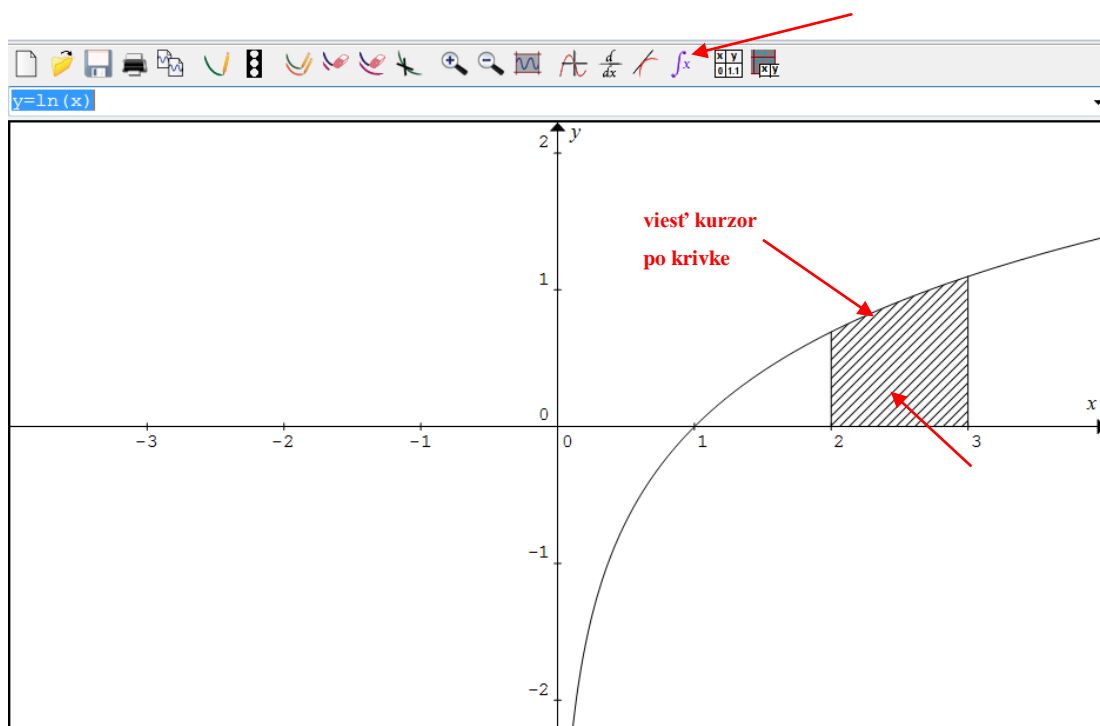 d
dx
∫x
x y
0 1.1
x y
y=ln(x)
2 y
viesť kurzor
po krivke
1
0 x
-3 -2 -1 0 1 2 3
-1
-2